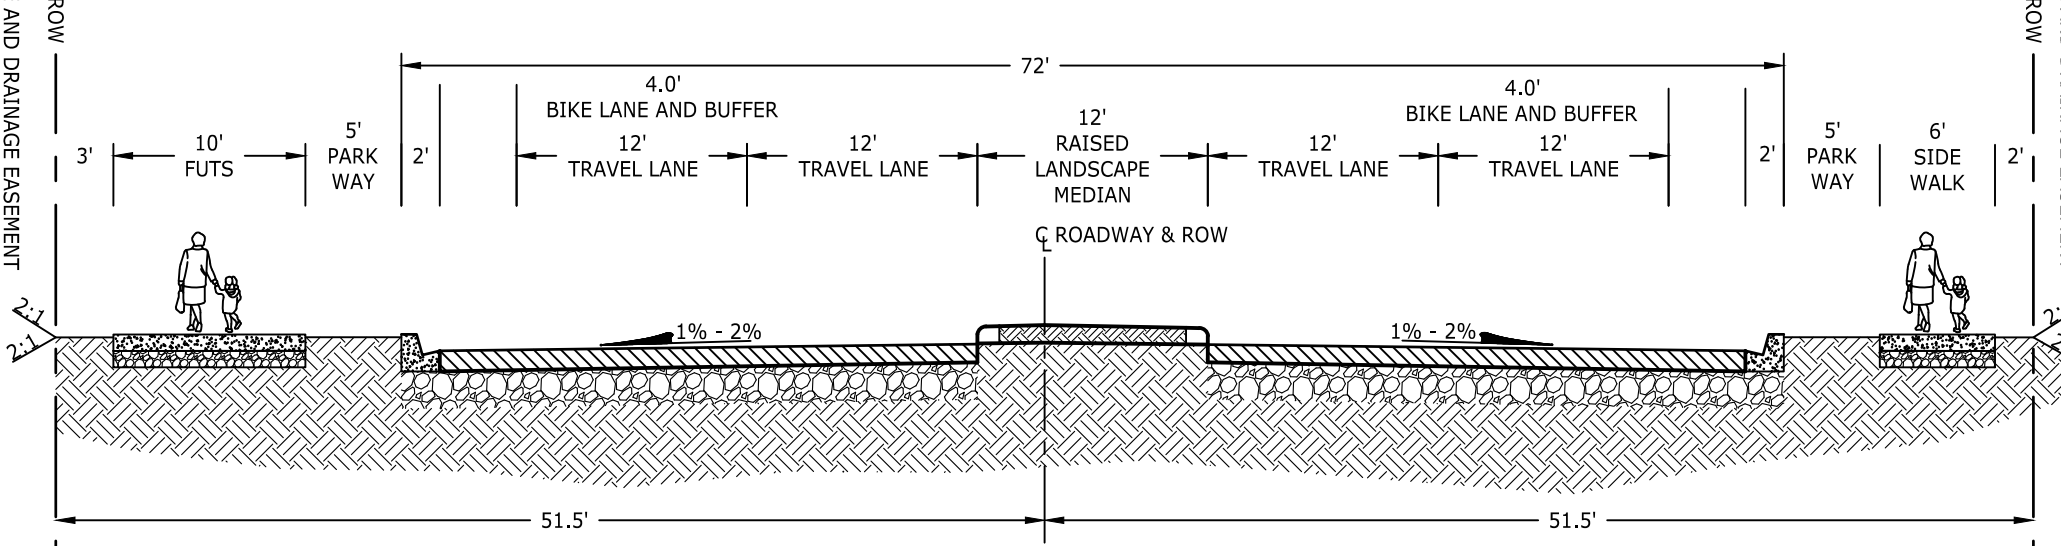 ROW
AND DRAINAGE EASEMENT
ROW
72'
4.0'
BIKE LANE AND BUFFER
4.0'
BIKE LANE AND BUFFER
3'
10'
FUTS
5'
PARK
WAY
2'
12'
TRAVEL LANE
12'
TRAVEL LANE
12'
RAISED
LANDSCAPE
MEDIAN
12'
TRAVEL LANE
12'
TRAVEL LANE
2'
5'
PARK
WAY
6'
SIDE
WALK
2'
CL ROADWAY & ROW
2:1
2:1
1% - 2%
1% - 2%
51.5'
51.5'